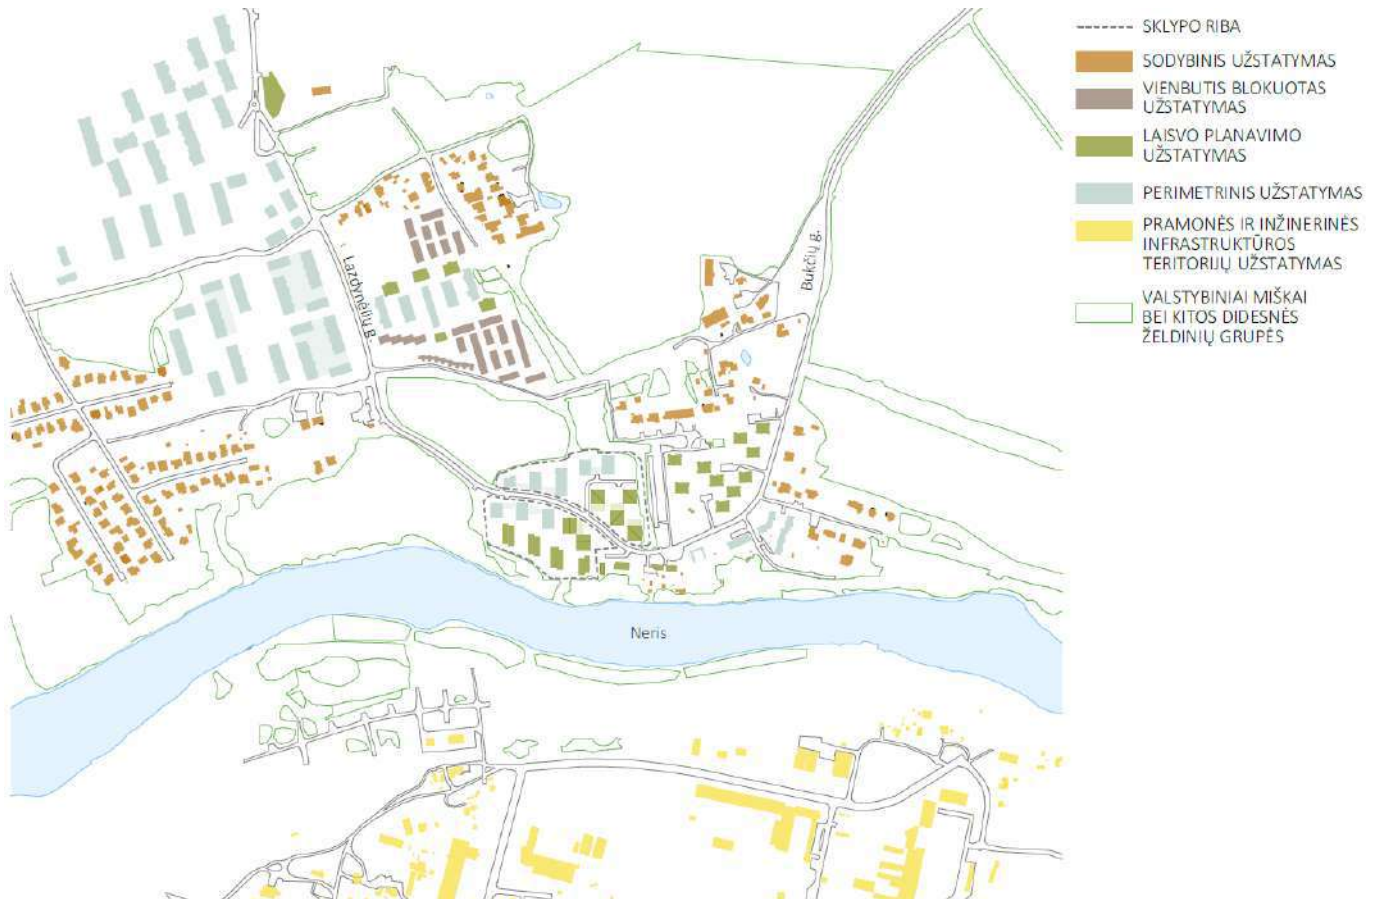 SKLYPO RIBA
SODYBINIS UŽSTATYMAS
VIENBUTIS BLOKUOTAS
UŽSTATYMAS
LAISVO PLANAVIMO
UŽSTATYMAS
PERIMETRINIS UŽSTATYMAS
PRAMONĖS IR INŽINERINĖS
INFRASTRUKTŪROS
TERITORIJŲ UŽSTATYMAS
VALSTYBINIAI MIŠKAI
BEI KITOS DIDESNĖS
ŽELDINIŲ GRUPĖS
Lazdynėlių g.
Bukčių g.
Neris